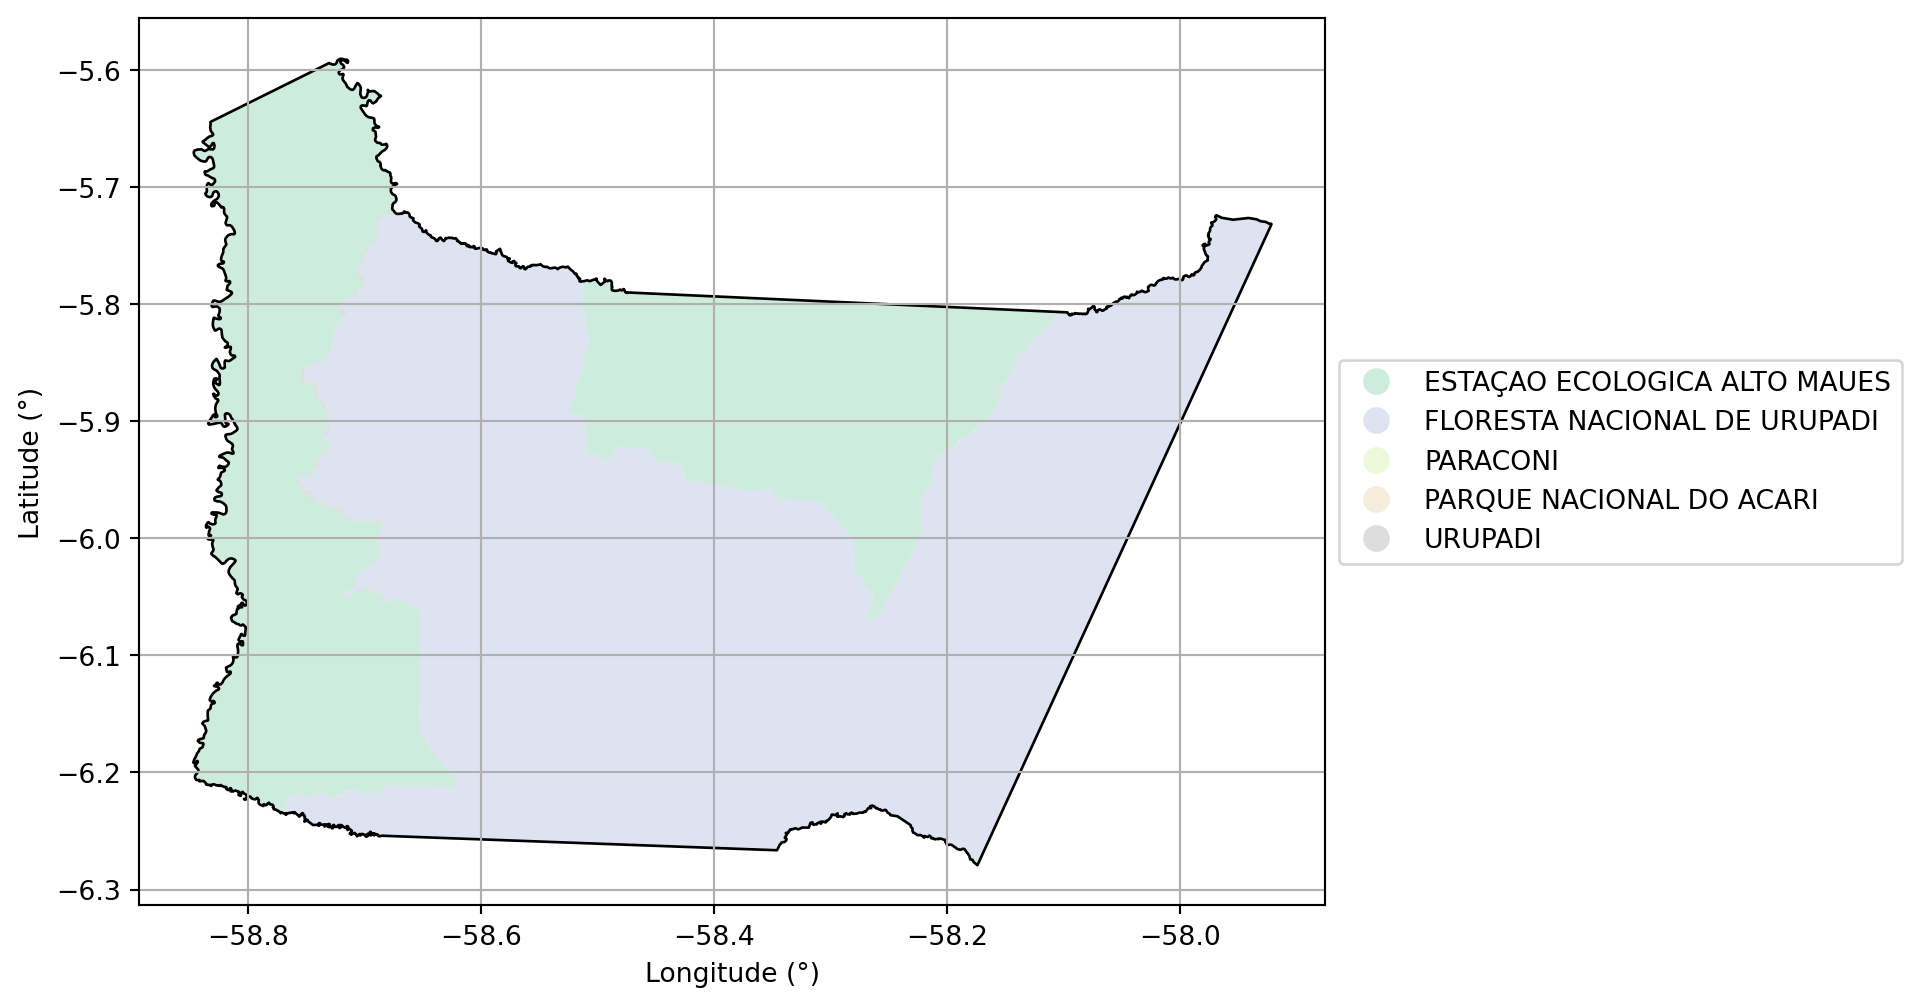 −5.6
−5.7
−5.8
−5.9
−6.0
−6.1
−6.2
−6.3
Latitude (°)
−58.8
−58.6
−58.4
−58.2
−58.0
Longitude (°)
ESTAÇAO ECOLOGICA ALTO MAUES
FLORESTA NACIONAL DE URUPADI
PARACONI
PARQUE NACIONAL DO ACARI
URUPADI